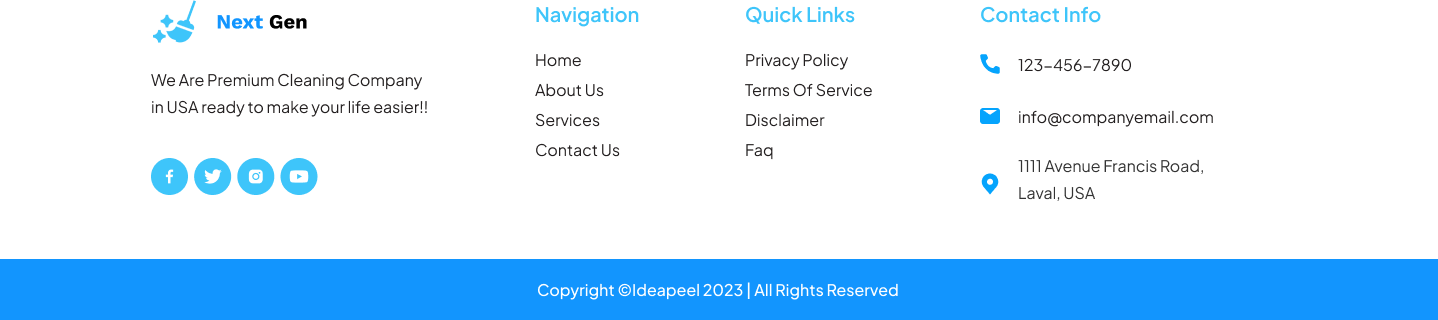 Next Gen
We Are Premium Cleaning Company
in USA ready to make your life easier!!
Navigation
Home
About Us
Services
Contact Us
Quick Links
Privacy Policy
Terms Of Service
Disclaimer
Faq
Contact Info
123-456-7890
info@companyemail.com
1111 Avenue Francis Road,
Laval, USA
Copyright ©Ideapeel 2023 | All Rights Reserved